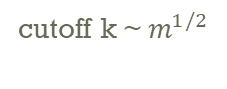 cutoff k ~ m^{1/2}